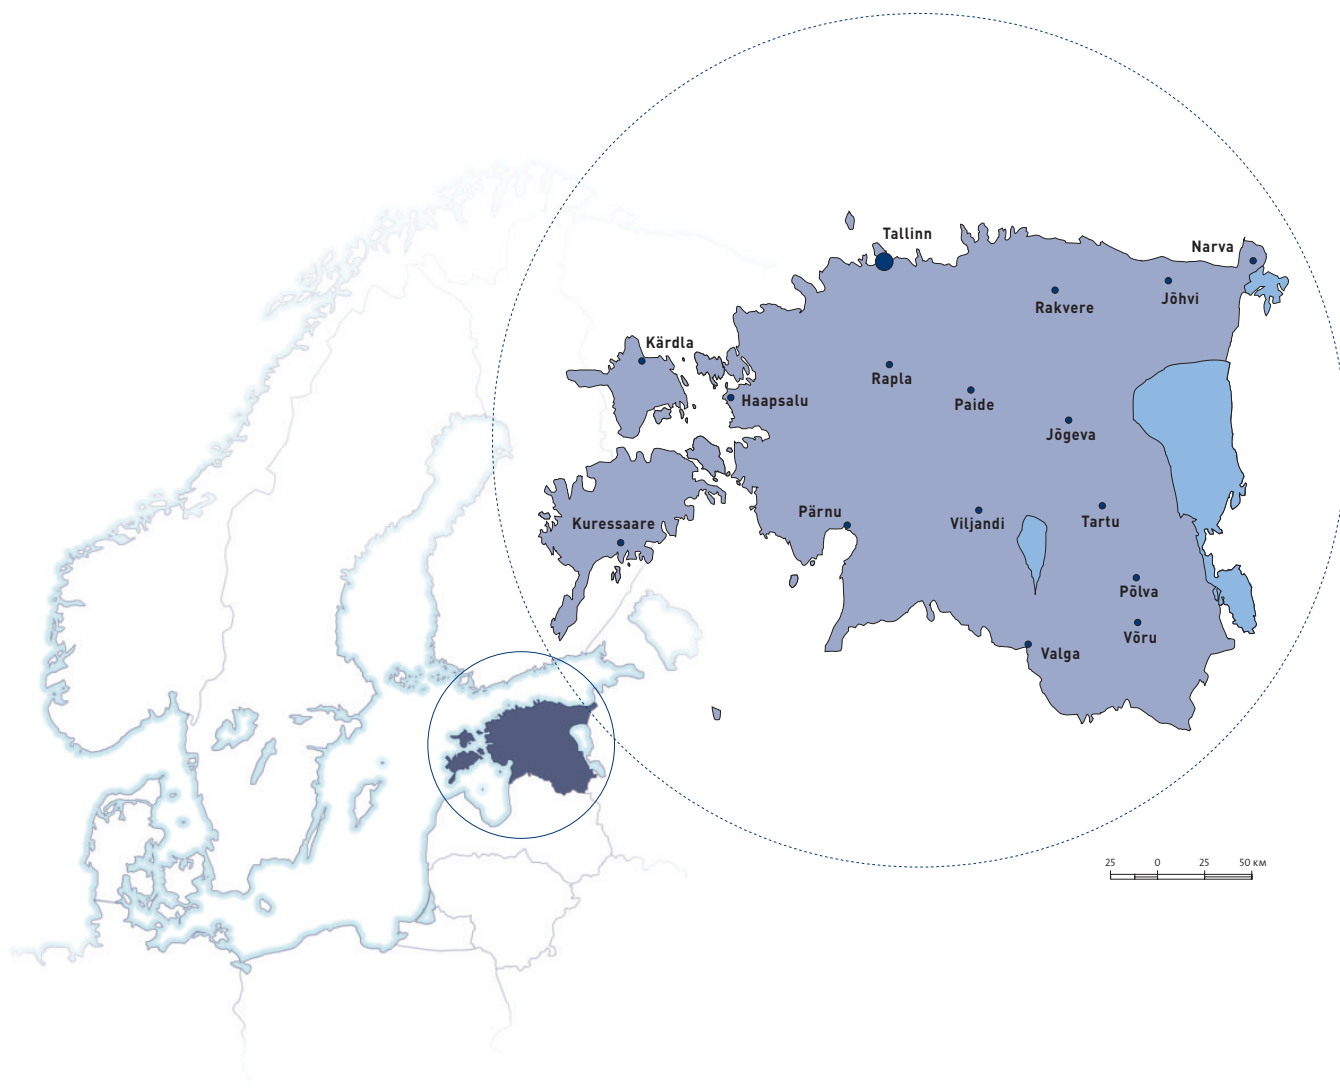 Tallinn
Narva
Jõhvi
Rakvere
Kärdla
Rapla
Haapsalu
Paide
Jõgeva
Pärnu
Kuressaare
Viljandi
Tartu
Põlva
Võru
Valga
25 0 25 50 KM